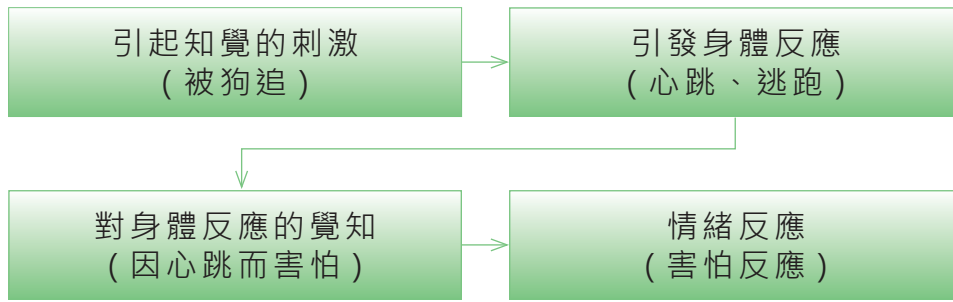 引起知覺的刺激
(被狗追)
引發身體反應
(心跳、逃跑)
對身體反應的覺知
(因心跳而害怕)
情緒反應
(害怕反應)